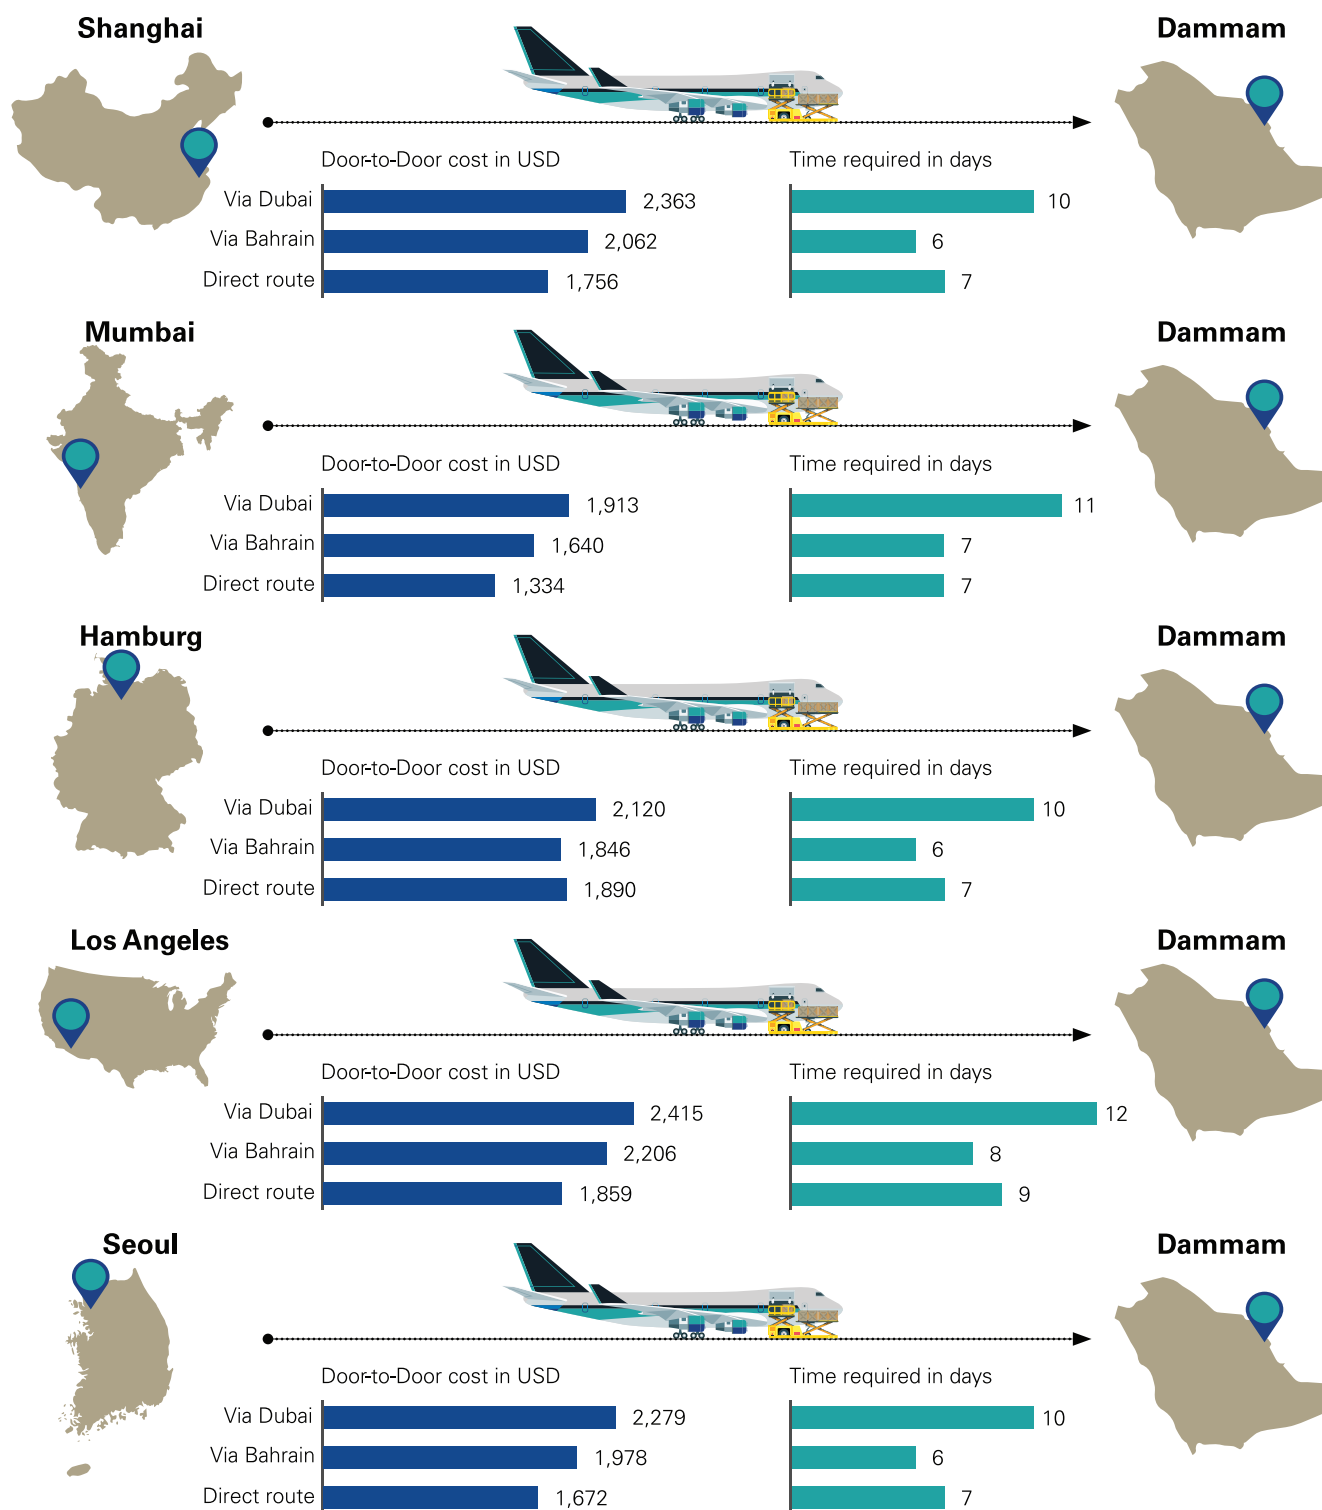 Shanghai
Dammam
Door-to-Door cost in USD
Time required in days
Via Dubai 2,363 10
Via Bahrain 2,062 6
Direct route 1,756 7
Mumbai
Dammam
Door-to-Door cost in USD
Time required in days
Via Dubai 1,913 11
Via Bahrain 1,640 7
Direct route 1,334 7
Hamburg
Dammam
Door-to-Door cost in USD
Time required in days
Via Dubai 2,120 10
Via Bahrain 1,846 6
Direct route 1,890 7
Los Angeles
Dammam
Door-to-Door cost in USD
Time required in days
Via Dubai 2,415 12
Via Bahrain 2,206 8
Direct route 1,859 9
Seoul
Dammam
Door-to-Door cost in USD
Time required in days
Via Dubai 2,279 10
Via Bahrain 1,978 6
Direct route 1,672 7